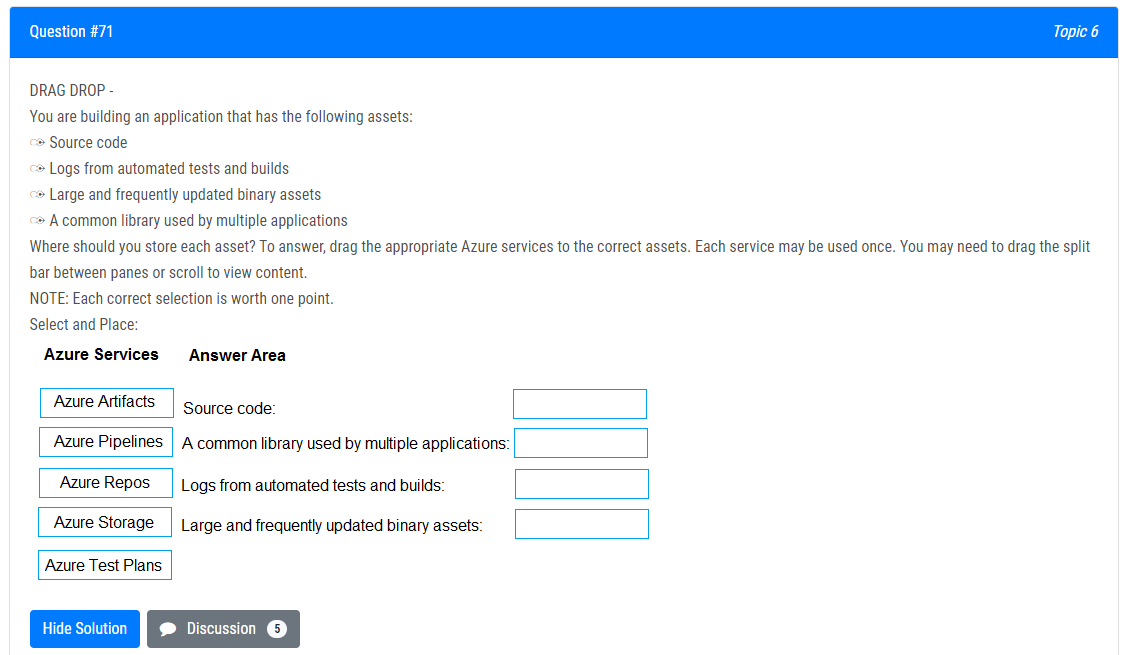 Question #71
Topic 6
DRAG DROP -
You are building an application that has the following assets:
Source code
Logs from automated tests and builds
Large and frequently updated binary assets
A common library used by multiple applications
Where should you store each asset? To answer, drag the appropriate Azure services to the correct assets. Each service may be used once. You may need to drag the split
bar between panes or scroll to view content.
NOTE: Each correct selection is worth one point.
Select and Place:
Azure Services Answer Area
Azure Artifacts Source code:
Azure Pipelines A common library used by multiple applications:
Azure Repos Logs from automated tests and builds:
Azure Storage Large and frequently updated binary assets:
Azure Test Plans
Hide Solution Discussion 5